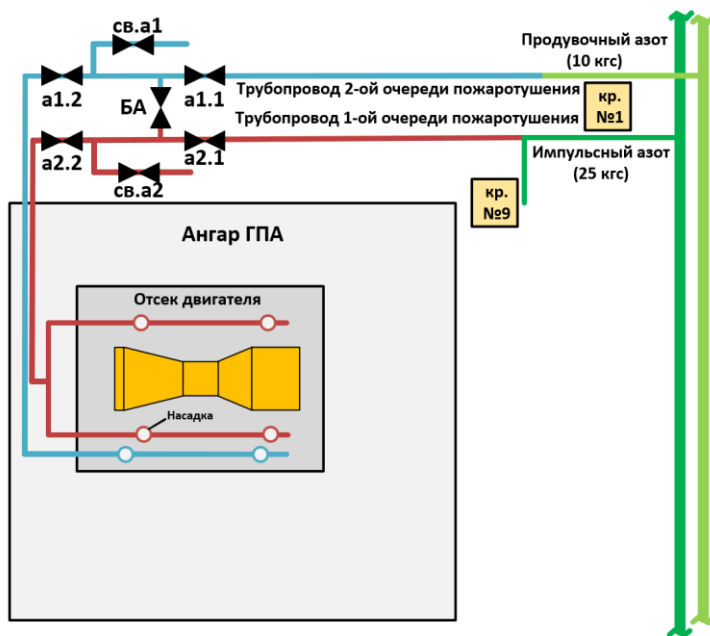 св.а1
Продувочный азот
(10 кгс)
а1.2
а1.1
Трубопровод 2-ой очереди пожаротушения
кр.
№1
БА
Трубопровод 1-ой очереди пожаротушения
а2.2
а2.1
св.а2
Импульсный азот
(25 кгс)
кр.
№9
Ангар ГПА
Отсек двигателя
Насадка